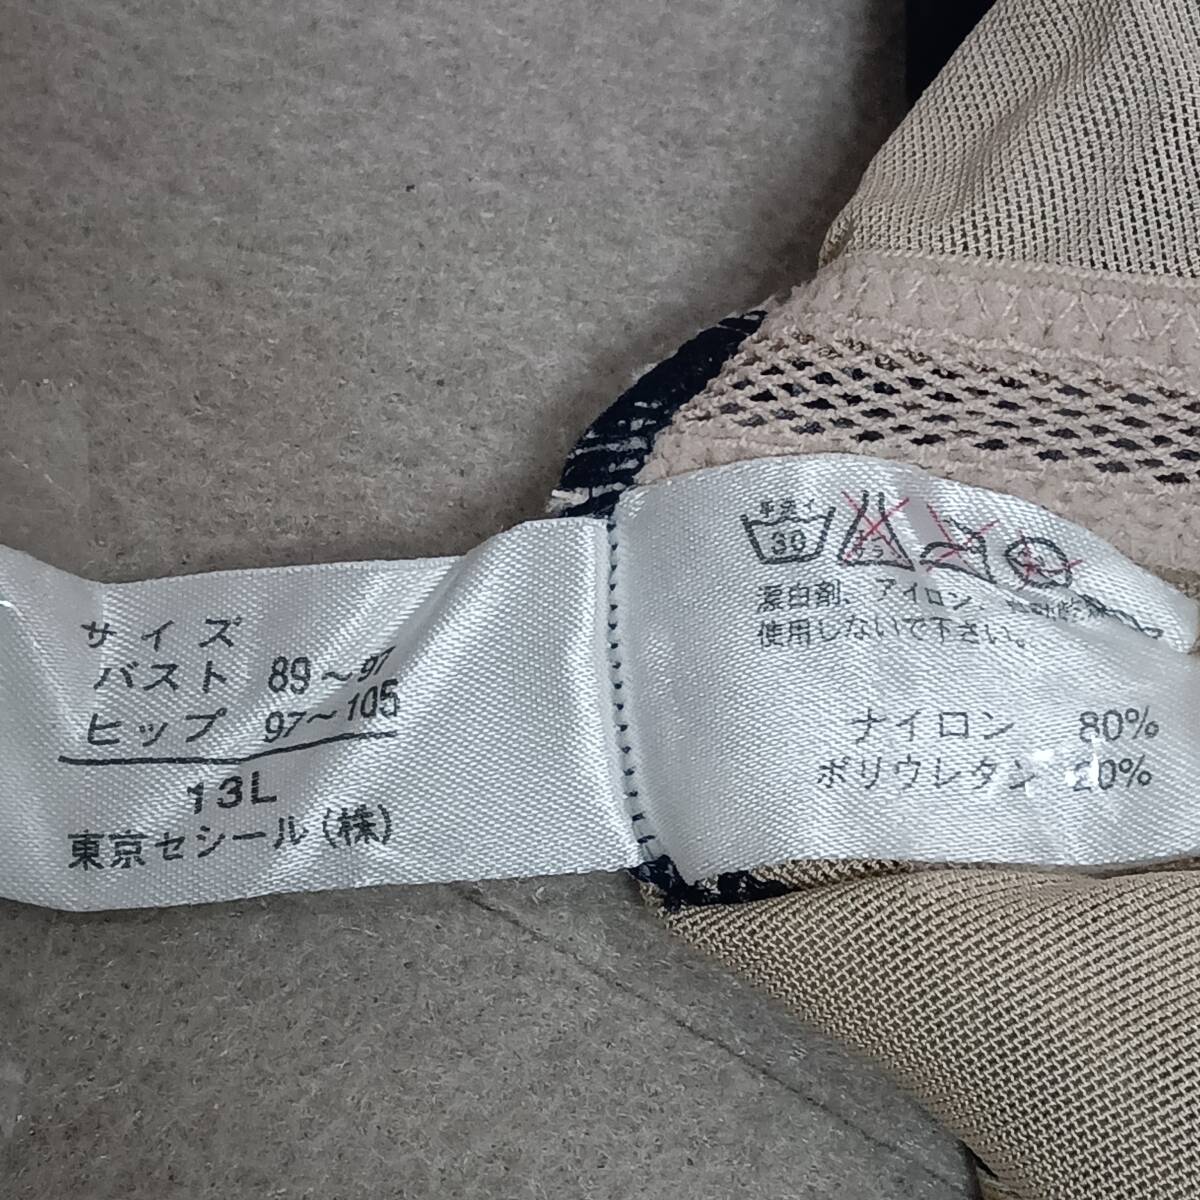 サイズ
バスト 89～97
ヒップ 97～105
13L
東京セシール(株)
手洗イ
30
漂白剤、アイロン、
使用しないで下さい。
ナイロン 80%
ポリウレタン 20%